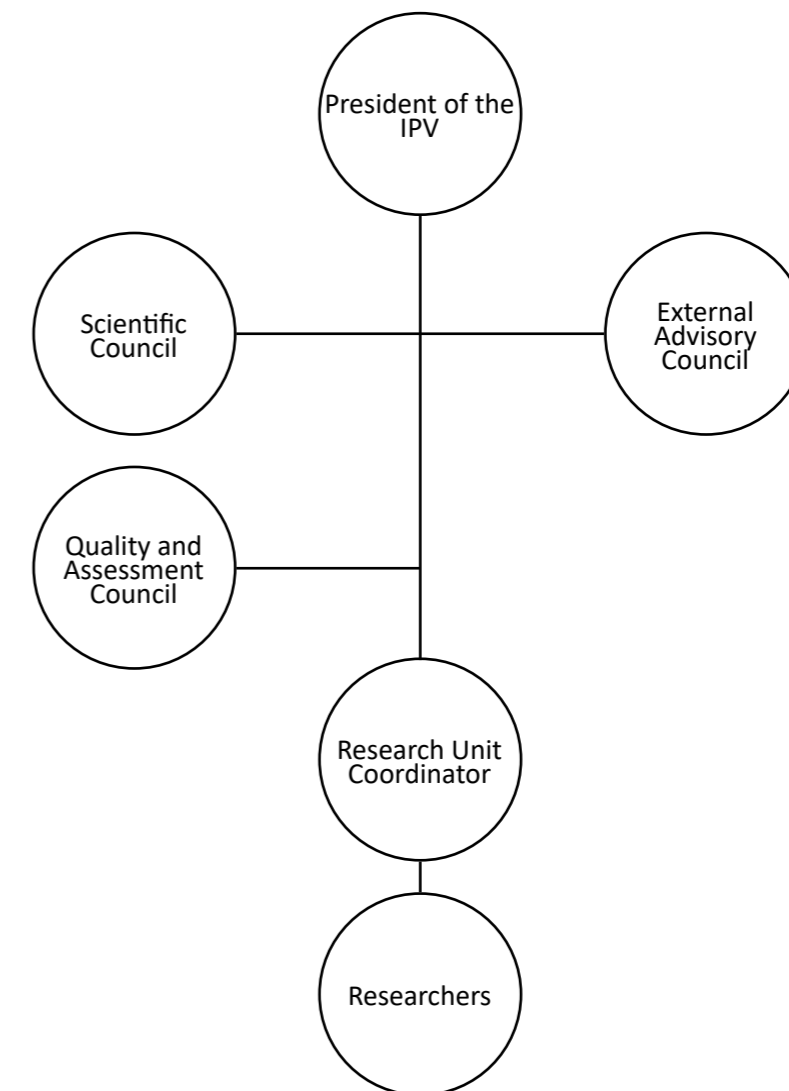 President of the
IPV
Scientific
Council
External
Advisory
Council
Quality and
Assessment
Council
Research Unit
Coordinator
Researchers